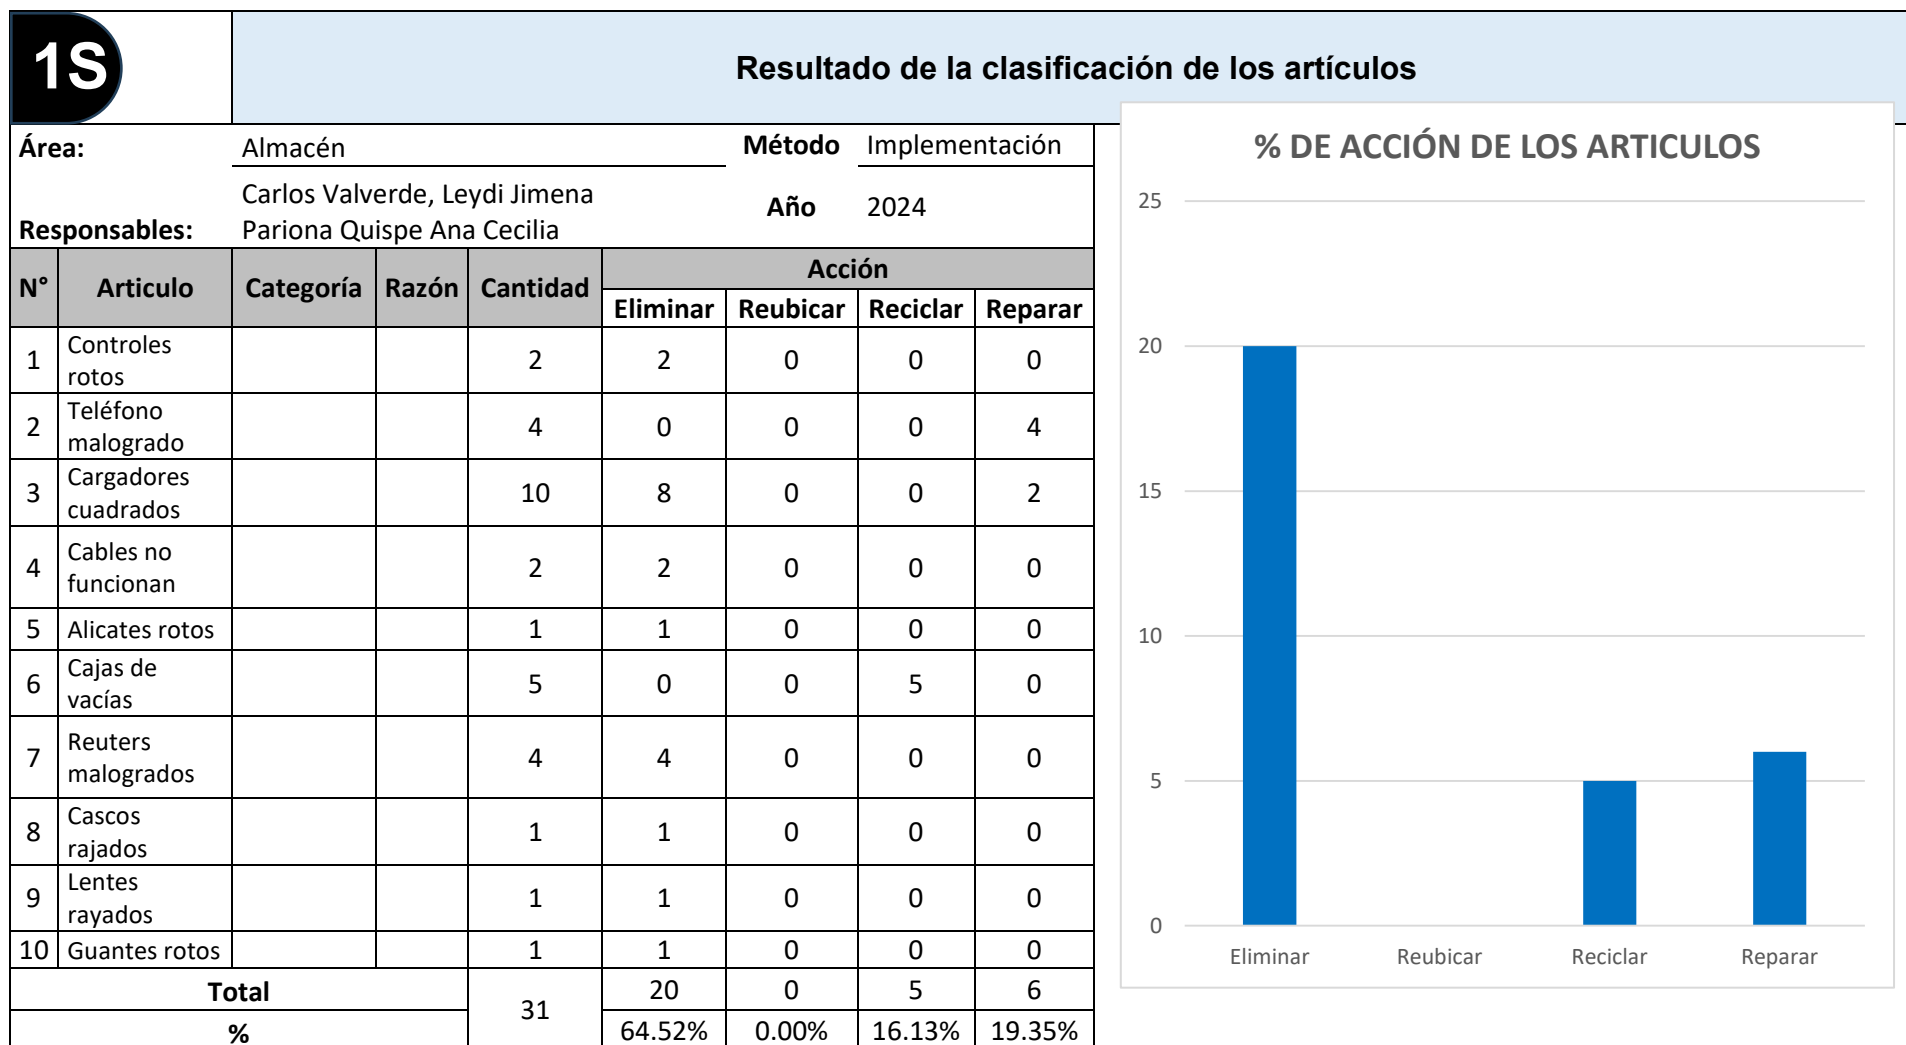 1S
Resultado de la clasificación de los artículos
Área: Almacén Método Implementación
Responsables: Carlos Valverde, Leydi Jimena
Pariona Quispe Ana Cecilia
Año 2024
N° Articulo Categoría Razón Cantidad Acción
Eliminar Reubicar Reciclar Reparar
1 Controles rotos 2 2 0 0 0
2 Teléfono malogrado 4 0 0 0 4
3 Cargadores cuadrados 10 8 0 0 2
4 Cables no funcionan 2 2 0 0 0
5 Alicates rotos 1 1 0 0 0
6 Cajas de vacías 5 0 0 5 0
7 Reuters malogrados 4 4 0 0 0
8 Cascos rajados 1 1 0 0 0
9 Lentes rayados 1 1 0 0 0
10 Guantes rotos 1 1 0 0 0
Total 31 20 0 5 6
% 64.52% 0.00% 16.13% 19.35%
% DE ACCIÓN DE LOS ARTICULOS
25
20
15
10
5
0
Eliminar Reubicar Reciclar Reparar